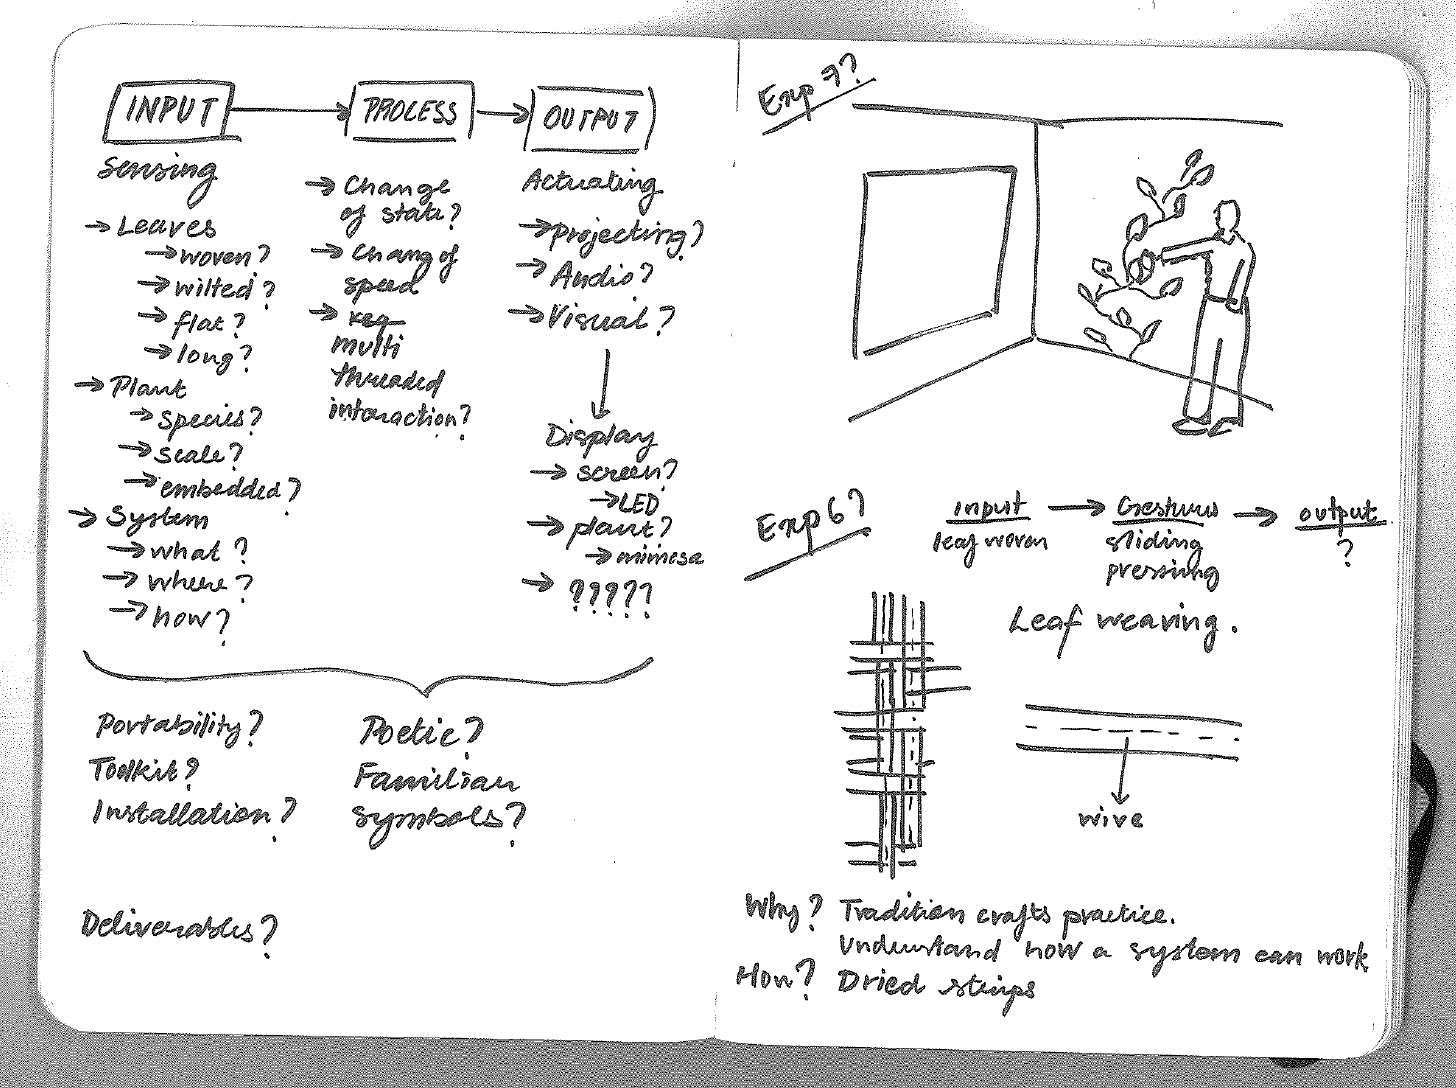 INPUT
Sensing
→ Leaves
→ woven?
→ wilted?
→ flat?
→ long?
→ Plant
→ species?
→ scale?
→ embedded?
→ System
→ what?
→ where?
→ how?
PROCESS
→ Change
of state?
→ Chang of
speed
→
multi
threaded
interaction?
OUTPUT
Actuating
→ Projecting?
→ Audio?
→ Visual?
Display
→ screen?
→ LED
→ plant?
→ mimosa
→ ?????
Portability?
Toolkit?
Installation?
Poetic?
Familiar
symbols?
Deliverables?
Exp 7?
Exp 6?
input → Gestures → output
leaf woven
sliding
pressing
?
Leaf weaving.
wire
Why? Tradition crafts practice.
Understand how a system can work
How? Dried strips